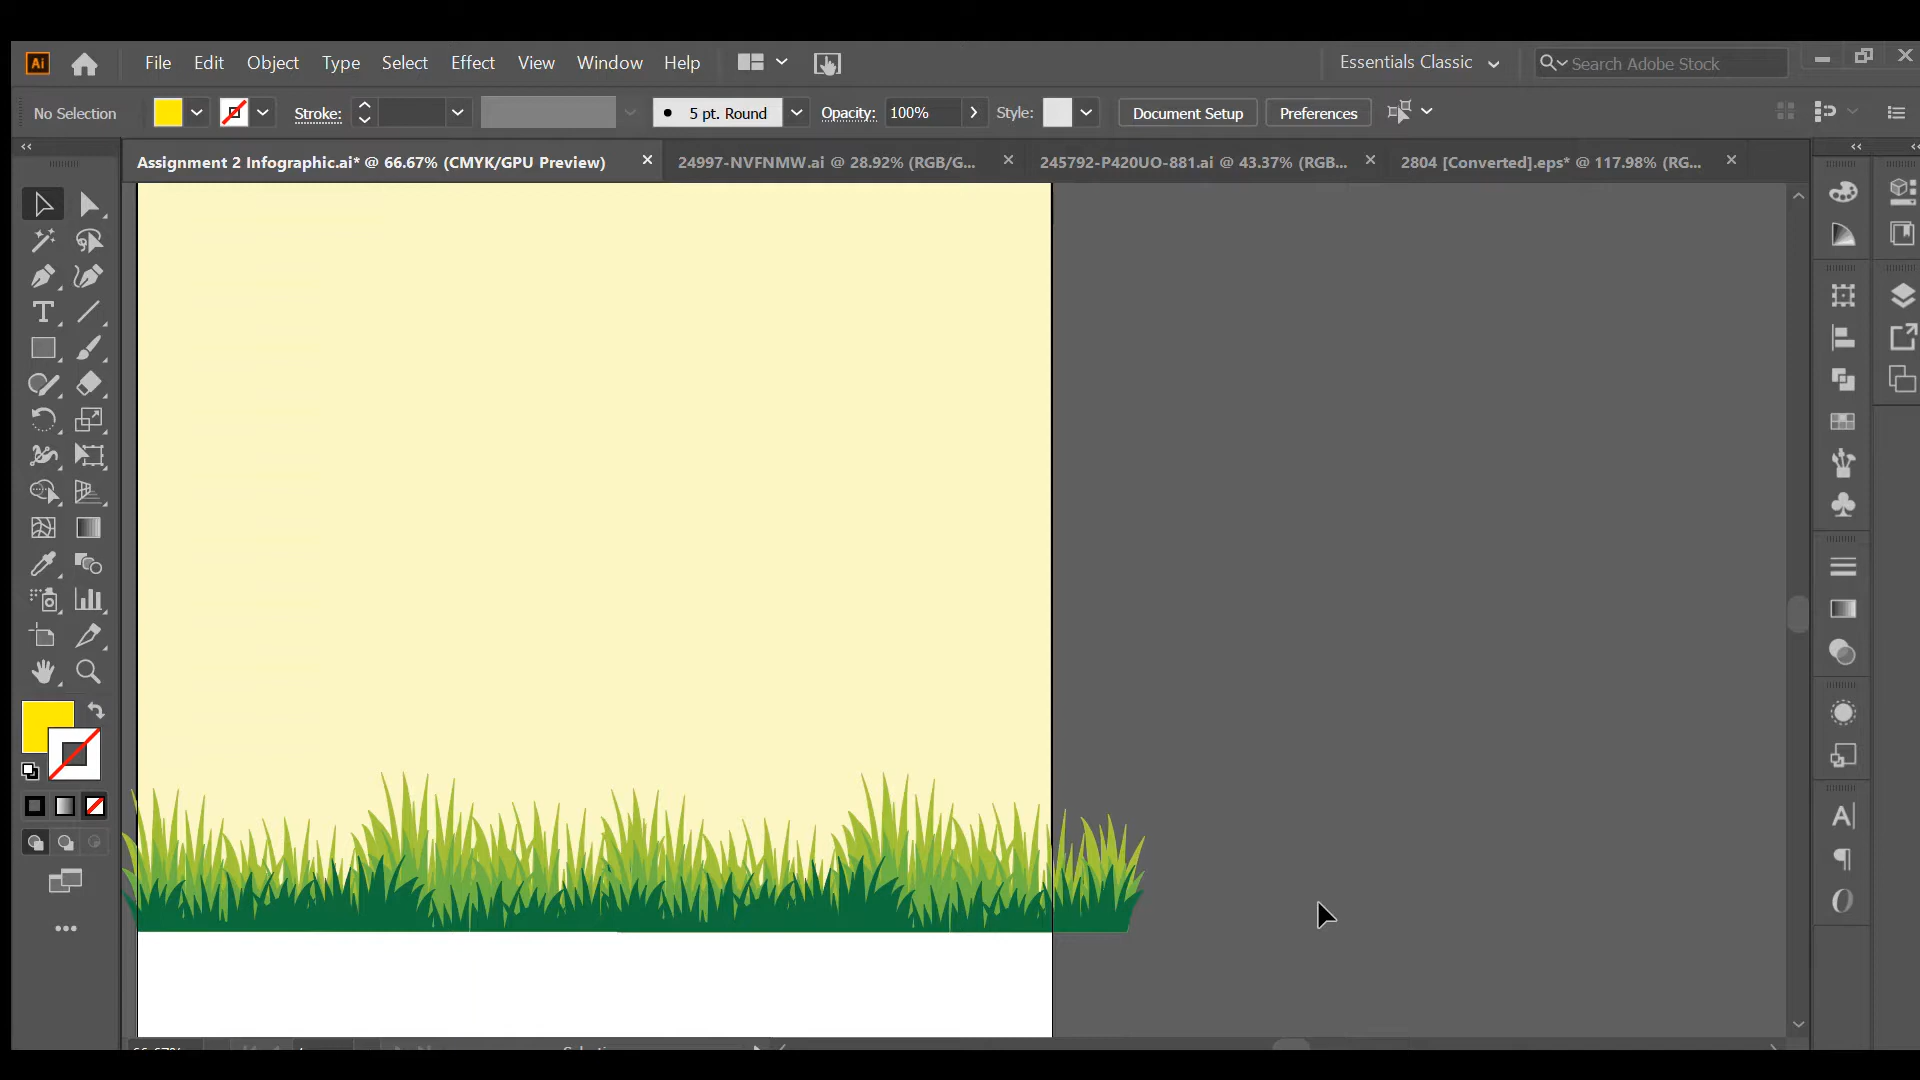 Ai File Edit Object Type Select Effect View Window Help Essentials Classic Search Adobe Stock
No Selection Stroke: 5 pt. Round Opacity: 100% Style: Document Setup Preferences
Assignment 2 Infographic.ai* @ 66.67% (CMYK/GPU Preview) 24997-NVFNMW.ai @ 28.92% (RGB/G... 245792-P420UO-881.ai @ 43.37% (RGB... 2804 [Converted].eps* @ 117.98% (RG...